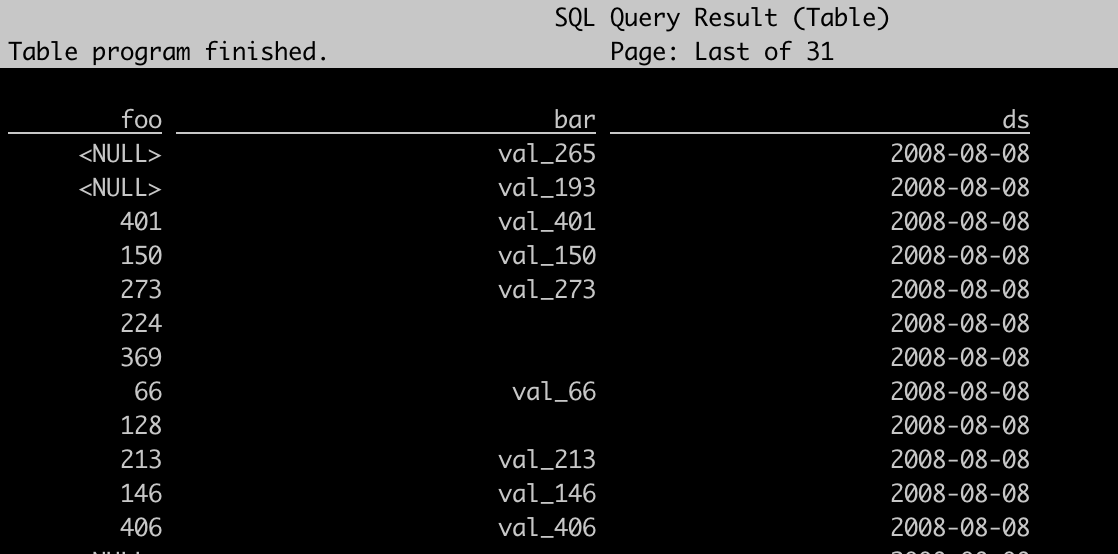 SQL Query Result (Table)
Table program finished. Page: Last of 31
foo bar ds
<NULL> val_265 2008-08-08
<NULL> val_193 2008-08-08
401 val_401 2008-08-08
150 val_150 2008-08-08
273 val_273 2008-08-08
224 2008-08-08
369 2008-08-08
66 val_66 2008-08-08
128 2008-08-08
213 val_213 2008-08-08
146 val_146 2008-08-08
406 val_406 2008-08-08